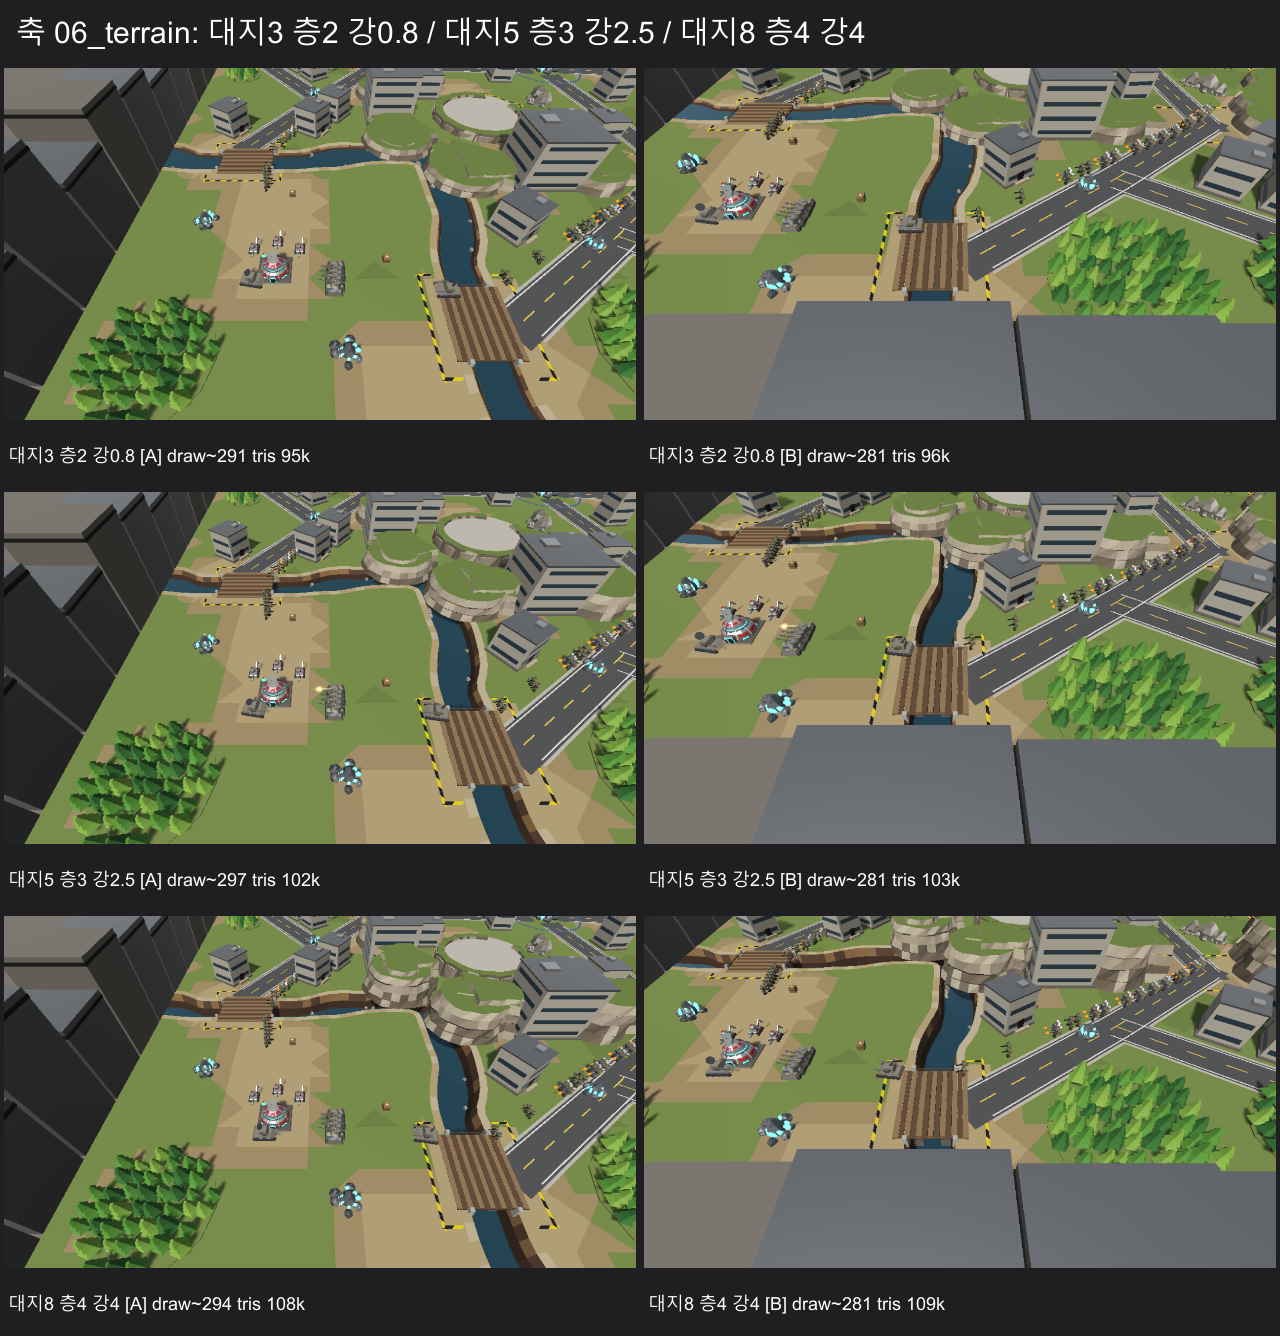 축 06_terrain: 대지3 층2 강0.8 / 대지5 층3 강2.5 / 대지8 층4 강4
대지3 층2 강0.8 [A] draw~291 tris 95k
대지3 층2 강0.8 [B] draw~281 tris 96k
대지5 층3 강2.5 [A] draw~297 tris 102k
대지5 층3 강2.5 [B] draw~281 tris 103k
대지8 층4 강4 [A] draw~294 tris 108k
대지8 층4 강4 [B] draw~281 tris 109k